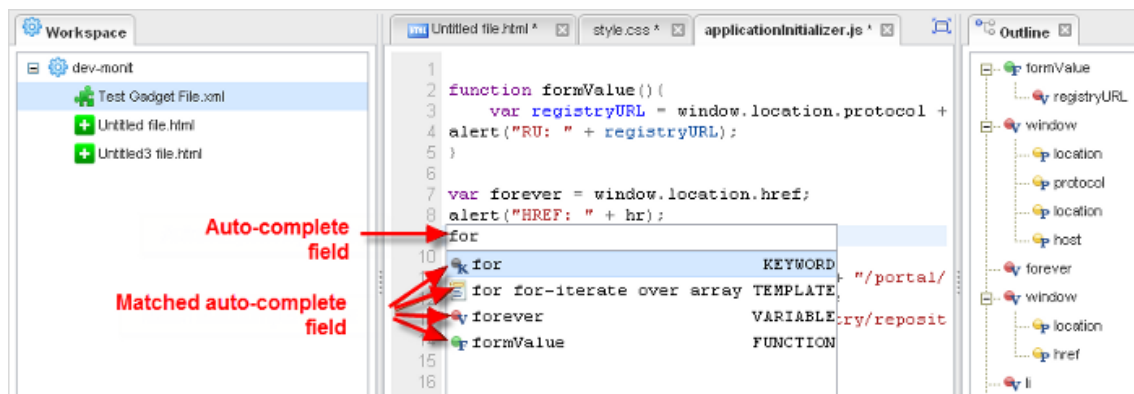 Workspace
dev-monit
Test Gadget File.xml
Untitled file.html
Untitled3 file.html
Auto-complete
field
Matched auto-complete
field
Untitled file.html *
style.css *
applicationInitializer.js *
1
2 function formValue(){
3 var registryURL = window.location.protocol +
4 alert("RU: " + registryURL);
5 }
6
7 var forever = window.location.href;
8 alert("HREF: " + hr);
for
10
for KEYWORD
+ "/portal/
for for-iterate over array TEMPLATE
forever VARIABLE
try/reposit
formValue FUNCTION
15
16
Outline
formValue
registryURL
window
location
protocol
location
host
forever
window
location
href
li